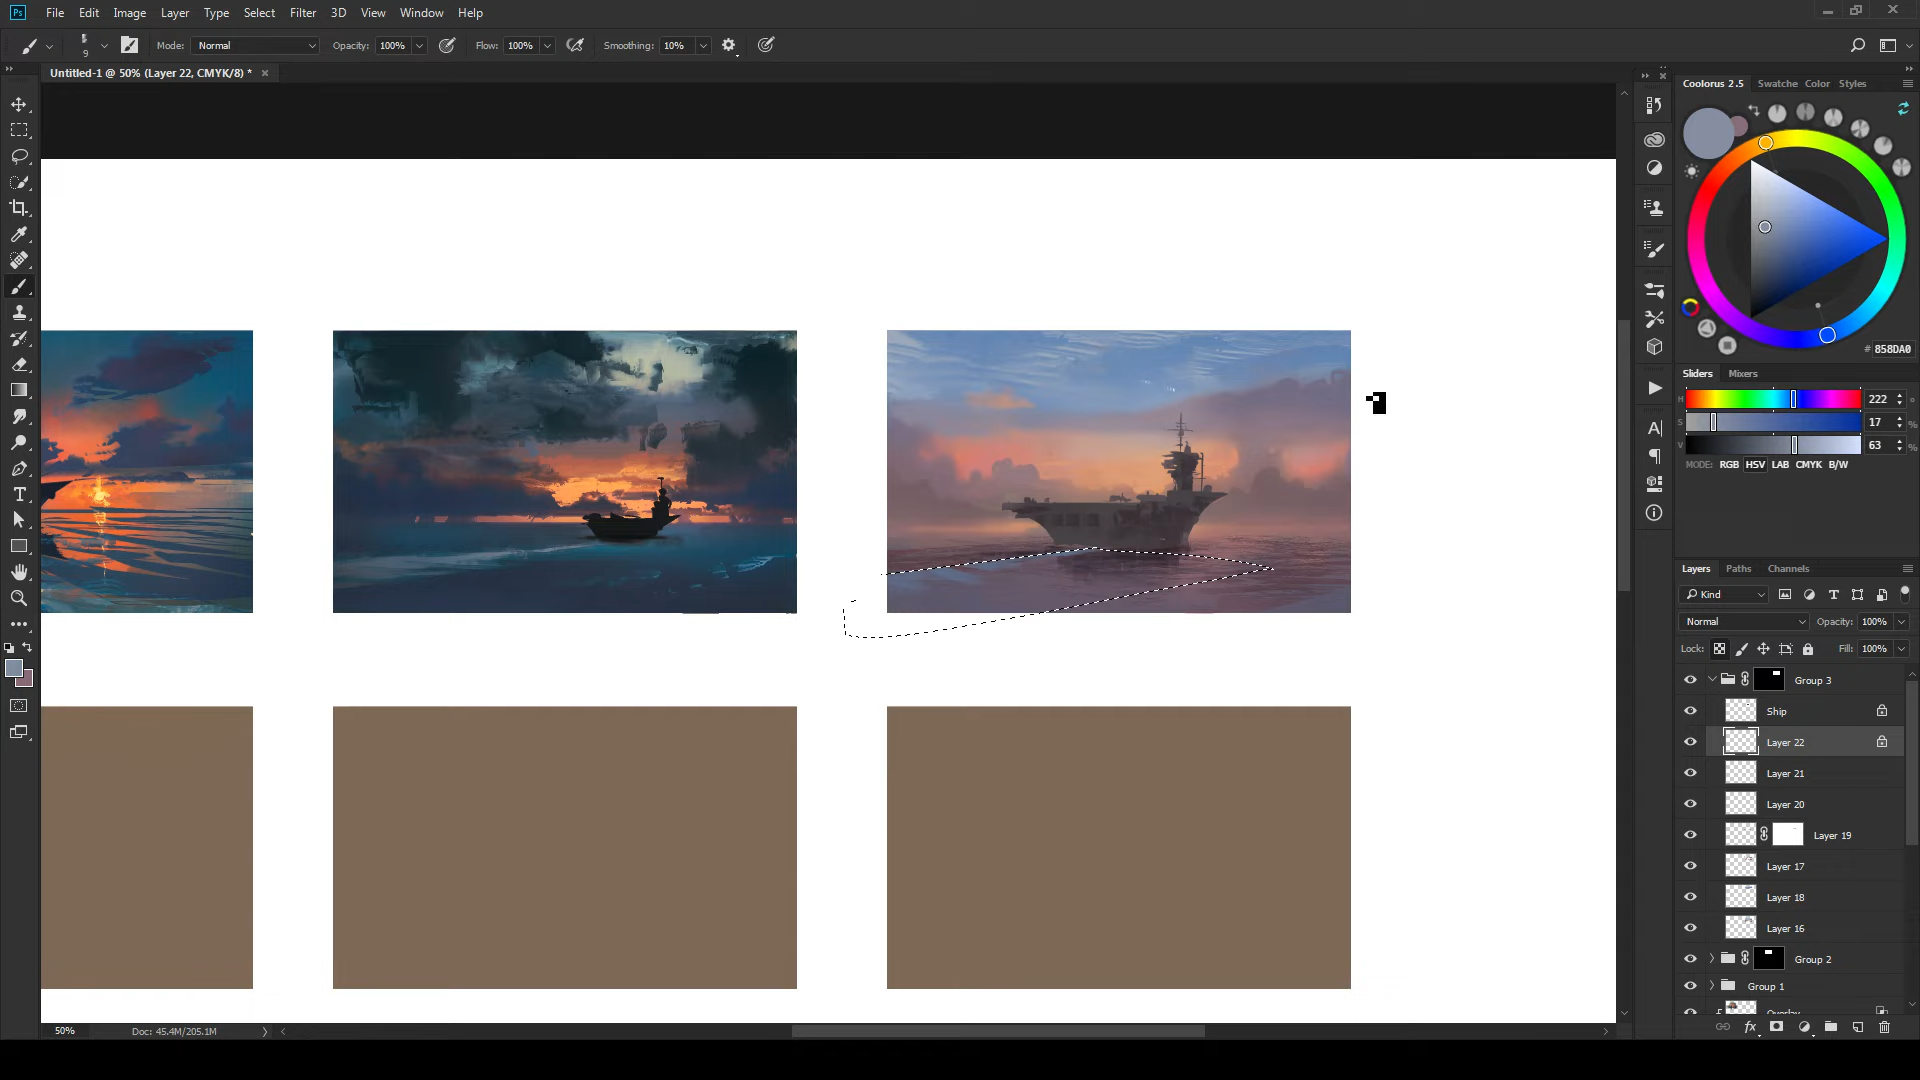 Ps File Edit Image Layer Type Select Filter 3D View Window Help
9 Mode: Normal Opacity: 100% Flow: 100% Smoothing: 10%
Untitled-1 @ 50% (Layer 22, CMYK/8) * ×
Coolorus 2.5 Swatche Color Styles
# 858DA0
Sliders Mixers
H 222 °
S 17 %
V 63 %
MODE: RGB HSV LAB CMYK B/W
Layers Paths Channels
Kind
Normal Opacity: 100%
Lock: Fill: 100%
Group 3
Ship
Layer 22
Layer 21
Layer 20
Layer 19
Layer 17
Layer 18
Layer 16
Group 2
Group 1
Overlay
50% Doc: 45.4M/205.1M
fx